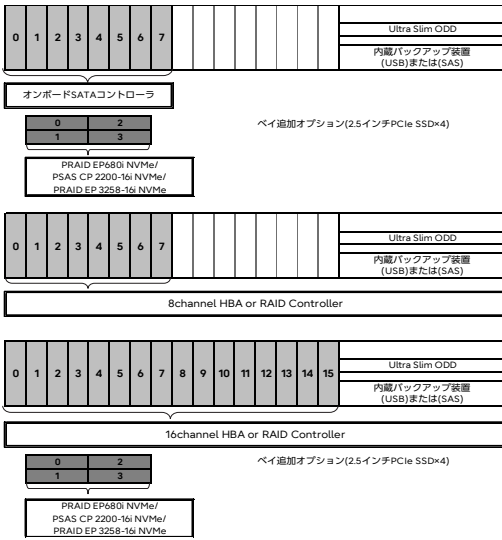 0 1 2 3 4 5 6 7
Ultra Slim ODD
内蔵バックアップ装置
(USB)または(SAS)
オンボードSATAコントローラ
0 2
1 3
ベイ追加オプション(2.5インチPCIe SSD×4)
PRAID EP680i NVMe/
PSAS CP 2200-16i NVMe/
PRAID EP 3258-16i NVMe
0 1 2 3 4 5 6 7
Ultra Slim ODD
内蔵バックアップ装置
(USB)または(SAS)
8channel HBA or RAID Controller
0 1 2 3 4 5 6 7 8 9 10 11 12 13 14 15
Ultra Slim ODD
内蔵バックアップ装置
(USB)または(SAS)
16channel HBA or RAID Controller
0 2
1 3
ベイ追加オプション(2.5インチPCIe SSD×4)
PRAID EP680i NVMe/
PSAS CP 2200-16i NVMe/
PRAID EP 3258-16i NVMe